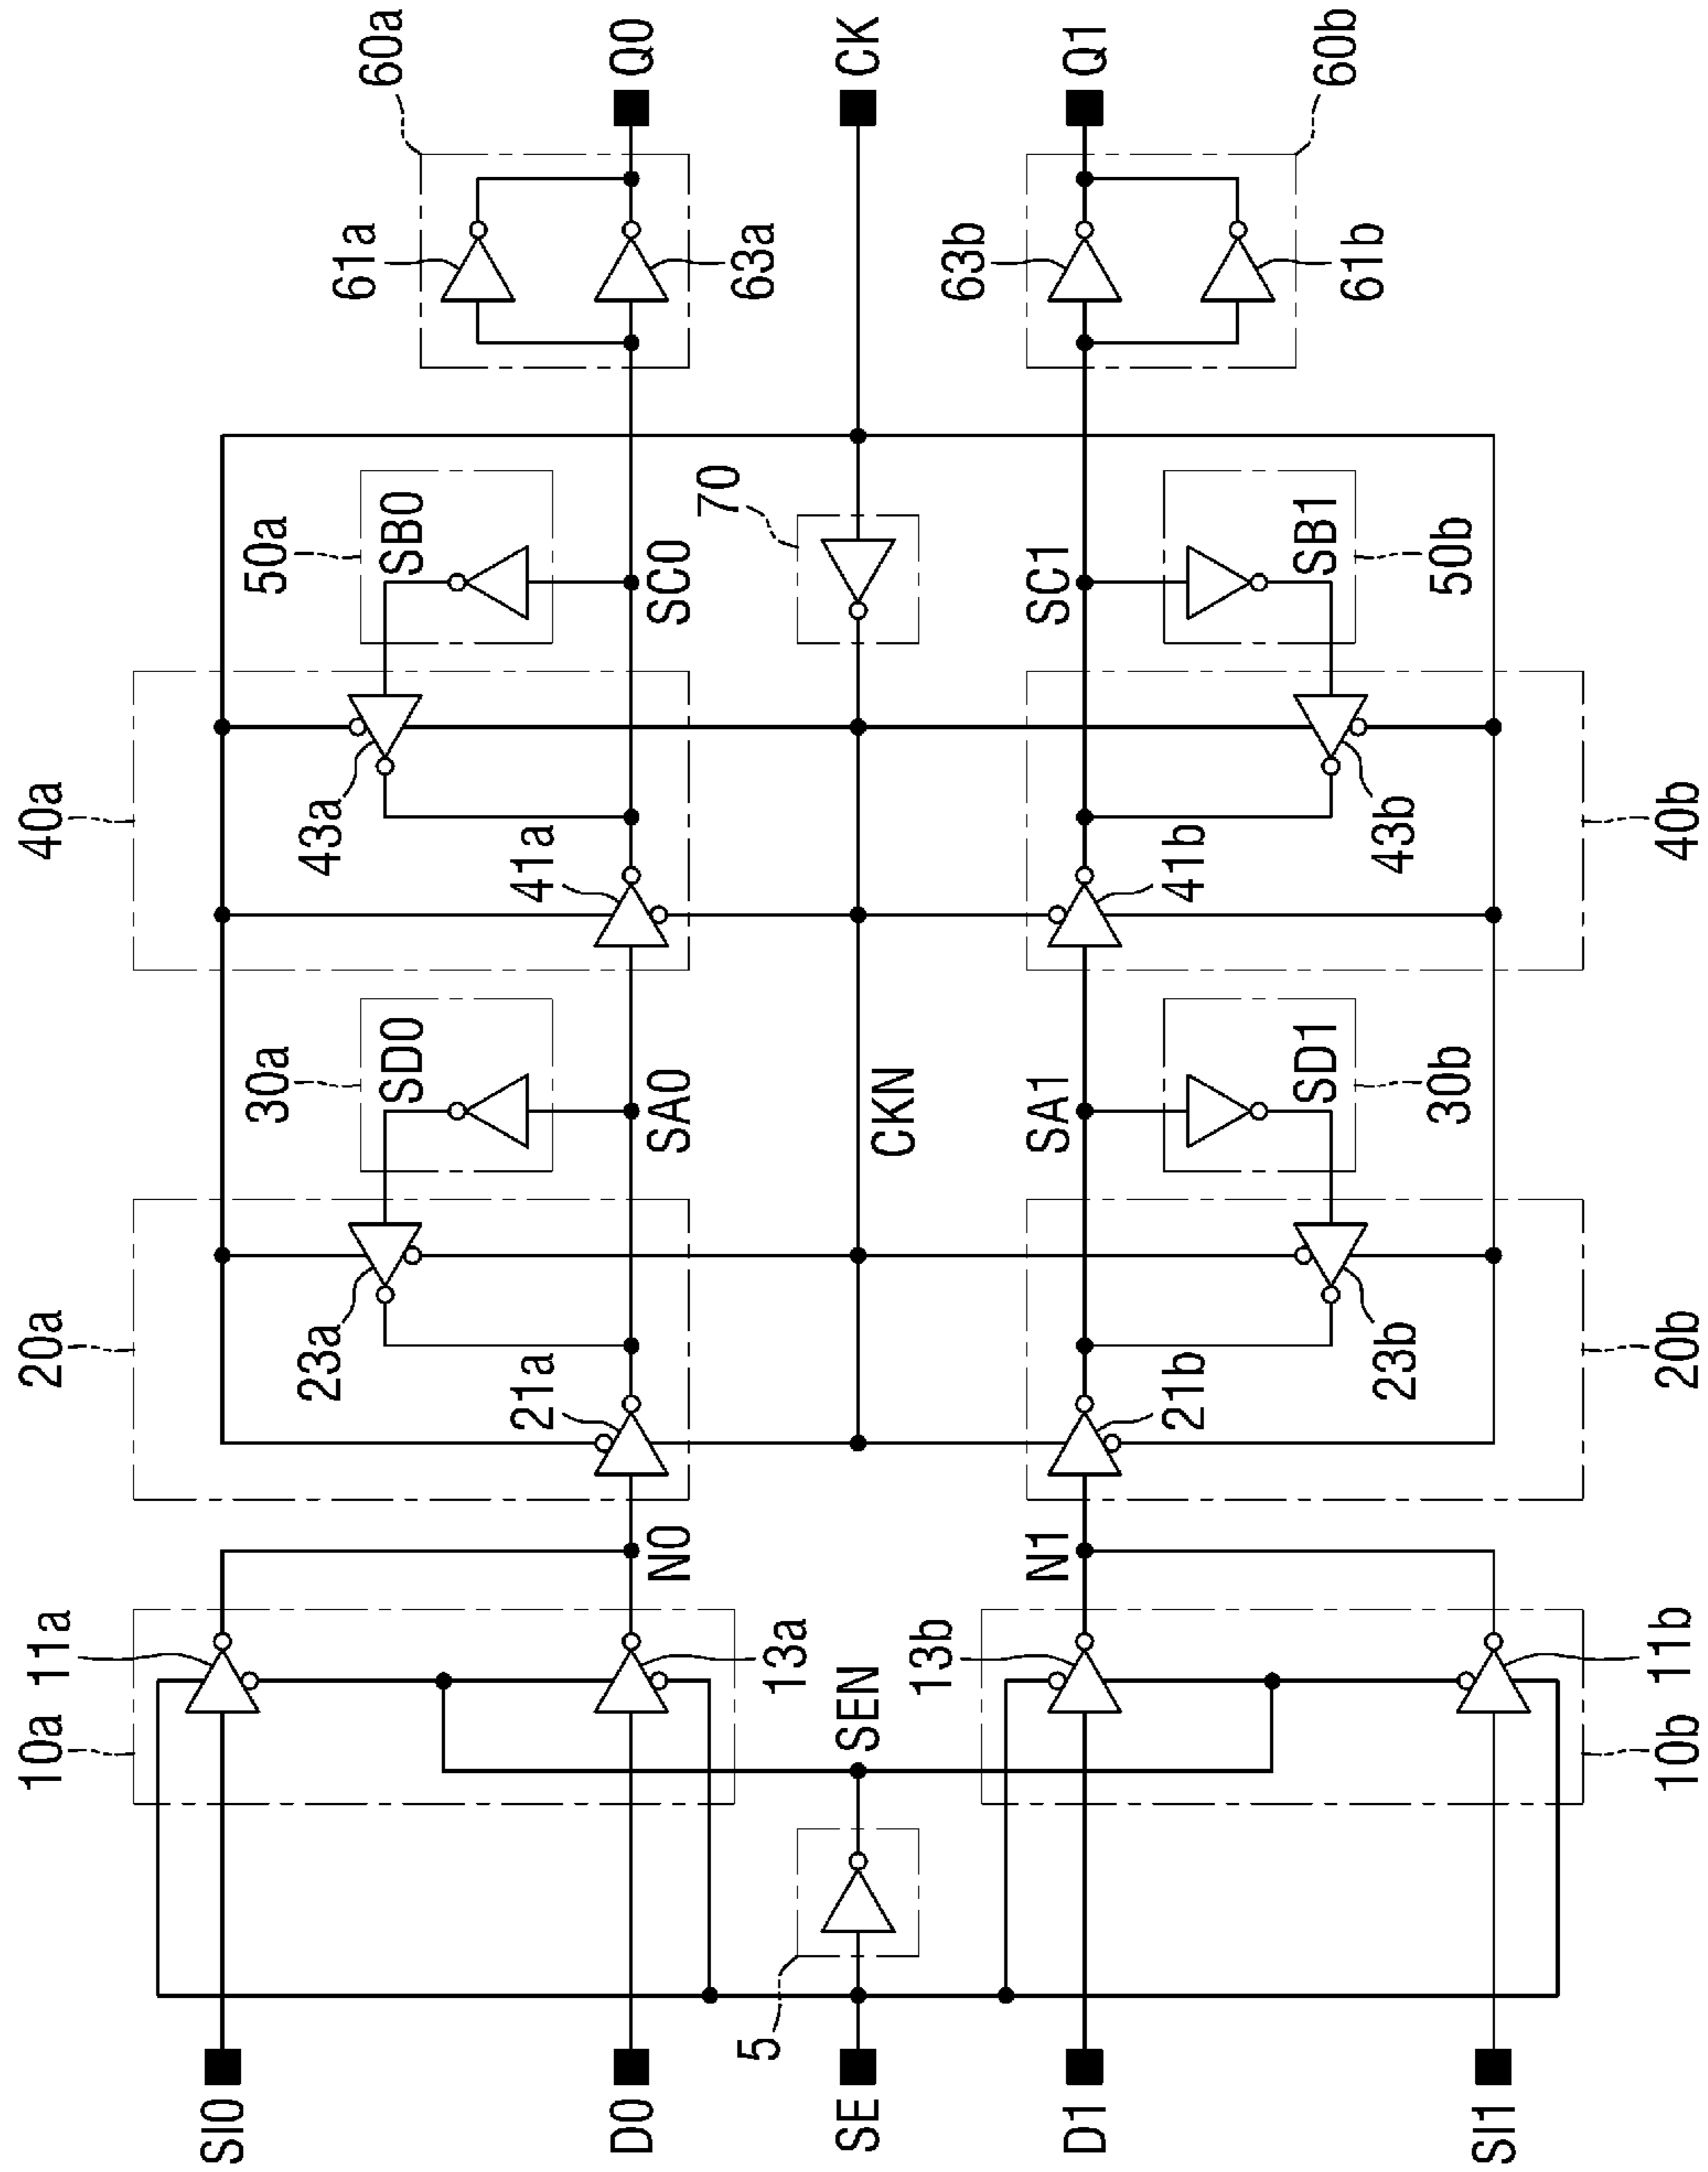 60a
Q0
CK
Q1
60b
61a
63a
63b
61b
50a
SB0
SC0
70
SC1
SB1
50b
40a
43a
41a
41b
43b
40b
30a
SD0
SA0
CKN
SA1
SD1
30b
20a
23a
21a
21b
23b
20b
N0
N1
10a
11a
13a
SEN
13b
11b
10b
5
SI0
D0
SE
D1
SI1